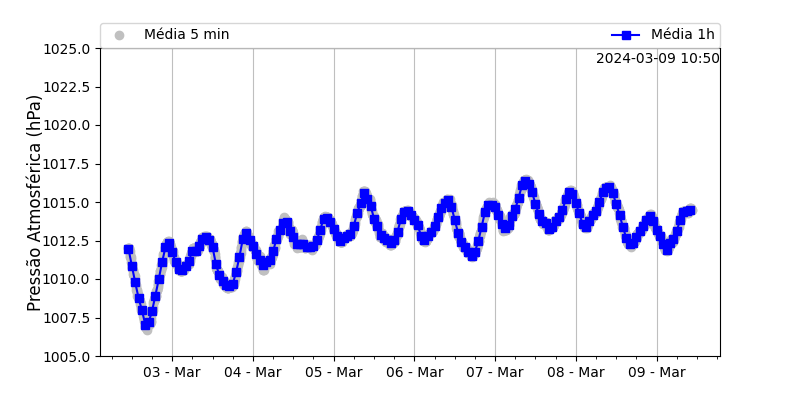 Média 5 min
Média 1h
2024-03-09 10:50
Pressão Atmosférica (hPa)
1025.0
1022.5
1020.0
1017.5
1015.0
1012.5
1010.0
1007.5
1005.0
03 - Mar
04 - Mar
05 - Mar
06 - Mar
07 - Mar
08 - Mar
09 - Mar